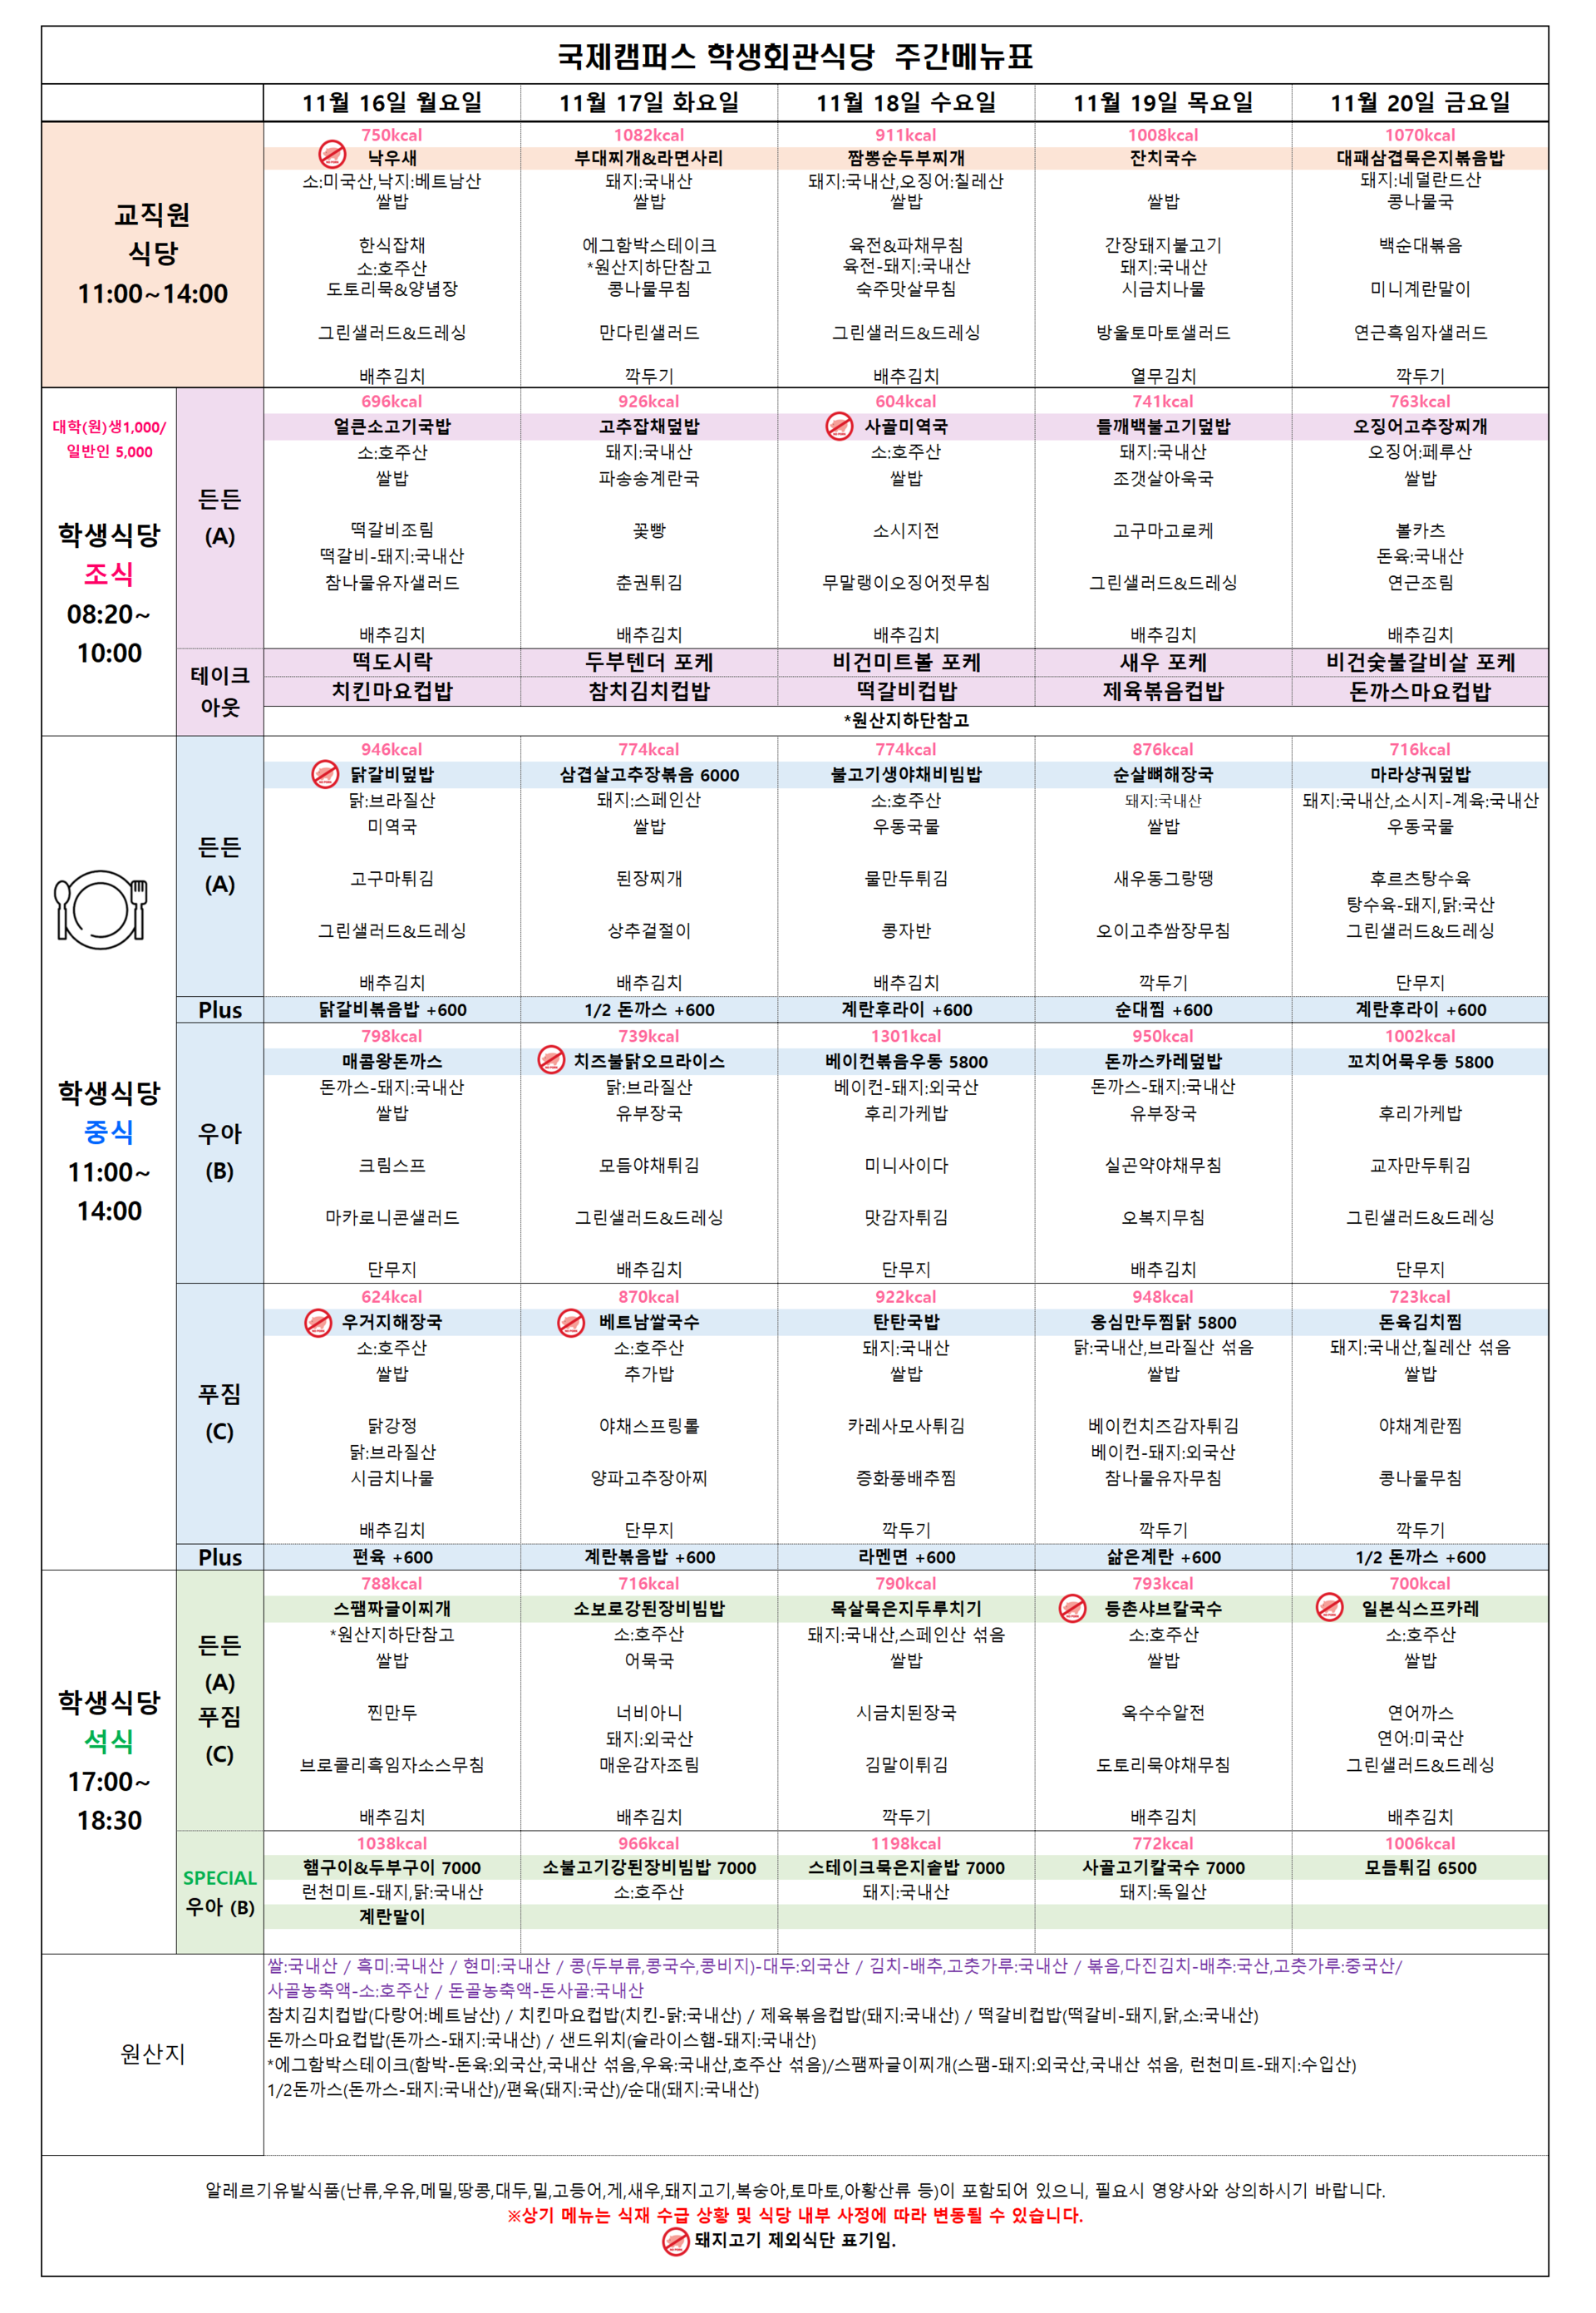 국제캠퍼스 학생회관식당 주간메뉴표
11월 16일 월요일 11월 17일 화요일 11월 18일 수요일 11월 19일 목요일 11월 20일 금요일
교직원
식당
11:00~14:00
750kcal 1082kcal 911kcal 1008kcal 1070kcal
낙우새 부대찌개&라면사리 짬뽕순두부찌개 잔치국수 대패삼겹묵은지볶음밥
소:미국산,낙지:베트남산 돼지:국내산 돼지:국내산,오징어:칠레산 돼지:네덜란드산
쌀밥 쌀밥 쌀밥 쌀밥 콩나물국
한식잡채 에그함박스테이크 육전&파채무침 간장돼지불고기 백순대볶음
소:호주산 *원산지하단참고 육전-돼지:국내산 돼지:국내산
도토리묵&양념장 콩나물무침 숙주맛살무침 시금치나물 미니계란말이
그린샐러드&드레싱 만다린샐러드 그린샐러드&드레싱 방울토마토샐러드 연근흑임자샐러드
배추김치 깍두기 배추김치 열무김치 깍두기
대학(원)생1,000/
일반인 5,000
학생식당
조식
08:20~
10:00
든든
(A)
696kcal 926kcal 604kcal 741kcal 763kcal
얼큰소고기국밥 고추잡채덮밥 사골미역국 들깨백불고기덮밥 오징어고추장찌개
소:호주산 돼지:국내산 소:호주산 돼지:국내산 오징어:페루산
쌀밥 파송송계란국 쌀밥 조갯살아욱국 쌀밥
떡갈비조림 꽃빵 소시지전 고구마고로케 볼카츠
떡갈비-돼지:국내산 돈육:국내산
참나물유자샐러드 춘권튀김 무말랭이오징어젓무침 그린샐러드&드레싱 연근조림
배추김치 배추김치 배추김치 배추김치 배추김치
테이크
아웃
떡도시락 두부텐더 포케 비건미트볼 포케 새우 포케 비건숯불갈비살 포케
치킨마요컵밥 참치김치컵밥 떡갈비컵밥 제육볶음컵밥 돈까스마요컵밥
*원산지하단참고
학생식당
중식
11:00~
14:00
든든
(A)
946kcal 774kcal 774kcal 876kcal 716kcal
닭갈비덮밥 삼겹살고추장볶음 6000 불고기생야채비빔밥 순살뼈해장국 마라샹궈덮밥
닭:브라질산 돼지:스페인산 소:호주산 돼지:국내산 돼지:국내산,소시지-계육:국내산
미역국 쌀밥 우동국물 쌀밥 우동국물
고구마튀김 된장찌개 물만두튀김 새우동그랑땡 후르츠탕수육
탕수육-돼지,닭:국산
그린샐러드&드레싱 상추겉절이 콩자반 오이고추쌈장무침 그린샐러드&드레싱
배추김치 배추김치 배추김치 깍두기 단무지
Plus 닭갈비볶음밥 +600 1/2 돈까스 +600 계란후라이 +600 순대찜 +600 계란후라이 +600
우아
(B)
798kcal 739kcal 1301kcal 950kcal 1002kcal
매콤왕돈까스 치즈불닭오므라이스 베이컨볶음우동 5800 돈까스카레덮밥 꼬치어묵우동 5800
돈까스-돼지:국내산 닭:브라질산 베이컨-돼지:외국산 돈까스-돼지:국내산
쌀밥 유부장국 후리가케밥 유부장국 후리가케밥
크림스프 모듬야채튀김 미니사이다 실곤약야채무침 교자만두튀김
마카로니콘샐러드 그린샐러드&드레싱 맛감자튀김 오복지무침 그린샐러드&드레싱
단무지 배추김치 단무지 배추김치 단무지
푸짐
(C)
624kcal 870kcal 922kcal 948kcal 723kcal
우거지해장국 베트남쌀국수 탄탄국밥 옹심만두찜닭 5800 돈육김치찜
소:호주산 소:호주산 돼지:국내산 닭:국내산,브라질산 섞음 돼지:국내산,칠레산 섞음
쌀밥 추가밥 쌀밥 쌀밥 쌀밥
닭강정 야채스프링롤 카레사모사튀김 베이컨치즈감자튀김 야채계란찜
닭:브라질산 베이컨-돼지:외국산
시금치나물 양파고추장아찌 중화풍배추찜 참나물유자무침 콩나물무침
배추김치 단무지 깍두기 깍두기 깍두기
Plus 편육 +600 계란볶음밥 +600 라멘면 +600 삶은계란 +600 1/2 돈까스 +600
학생식당
석식
17:00~
18:30
든든
(A)
푸짐
(C)
788kcal 716kcal 790kcal 793kcal 700kcal
스팸짜글이찌개 소보로강된장비빔밥 목살묵은지두루치기 등촌샤브칼국수 일본식스프카레
*원산지하단참고 소:호주산 돼지:국내산,스페인산 섞음 소:호주산 소:호주산
쌀밥 어묵국 쌀밥 쌀밥 쌀밥
찐만두 너비아니 시금치된장국 옥수수알전 연어까스
돼지:외국산 연어:미국산
브로콜리흑임자소스무침 매운감자조림 김말이튀김 도토리묵야채무침 그린샐러드&드레싱
배추김치 배추김치 깍두기 배추김치 배추김치
SPECIAL
우아 (B)
1038kcal 966kcal 1198kcal 772kcal 1006kcal
햄구이&두부구이 7000 소불고기강된장비빔밥 7000 스테이크묵은지솥밥 7000 사골고기칼국수 7000 모듬튀김 6500
런천미트-돼지,닭:국내산 소:호주산 돼지:국내산 돼지:독일산
계란말이
원산지
쌀:국내산 / 흑미:국내산 / 현미:국내산 / 콩(두부류,콩국수,콩비지)-대두:외국산 / 김치-배추,고춧가루:국내산 / 볶음,다진김치-배추:국산,고춧가루:중국산/
사골농축액-소:호주산 / 돈골농축액-돈사골:국내산
참치김치컵밥(다랑어:베트남산) / 치킨마요컵밥(치킨-닭:국내산) / 제육볶음컵밥(돼지:국내산) / 떡갈비컵밥(떡갈비-돼지,닭,소:국내산)
돈까스마요컵밥(돈까스-돼지:국내산) / 샌드위치(슬라이스햄-돼지:국내산)
*에그함박스테이크(함박-돈육:외국산,국내산 섞음,우육:국내산,호주산 섞음)/스팸짜글이찌개(스팸-돼지:외국산,국내산 섞음, 런천미트-돼지:수입산)
1/2돈까스(돈까스-돼지:국내산)/편육(돼지:국산)/순대(돼지:국내산)
알레르기유발식품(난류,우유,메밀,땅콩,대두,밀,고등어,게,새우,돼지고기,복숭아,토마토,아황산류 등)이 포함되어 있으니, 필요시 영양사와 상의하시기 바랍니다.
※상기 메뉴는 식재 수급 상황 및 식당 내부 사정에 따라 변동될 수 있습니다.
돼지고기 제외식단 표기임.